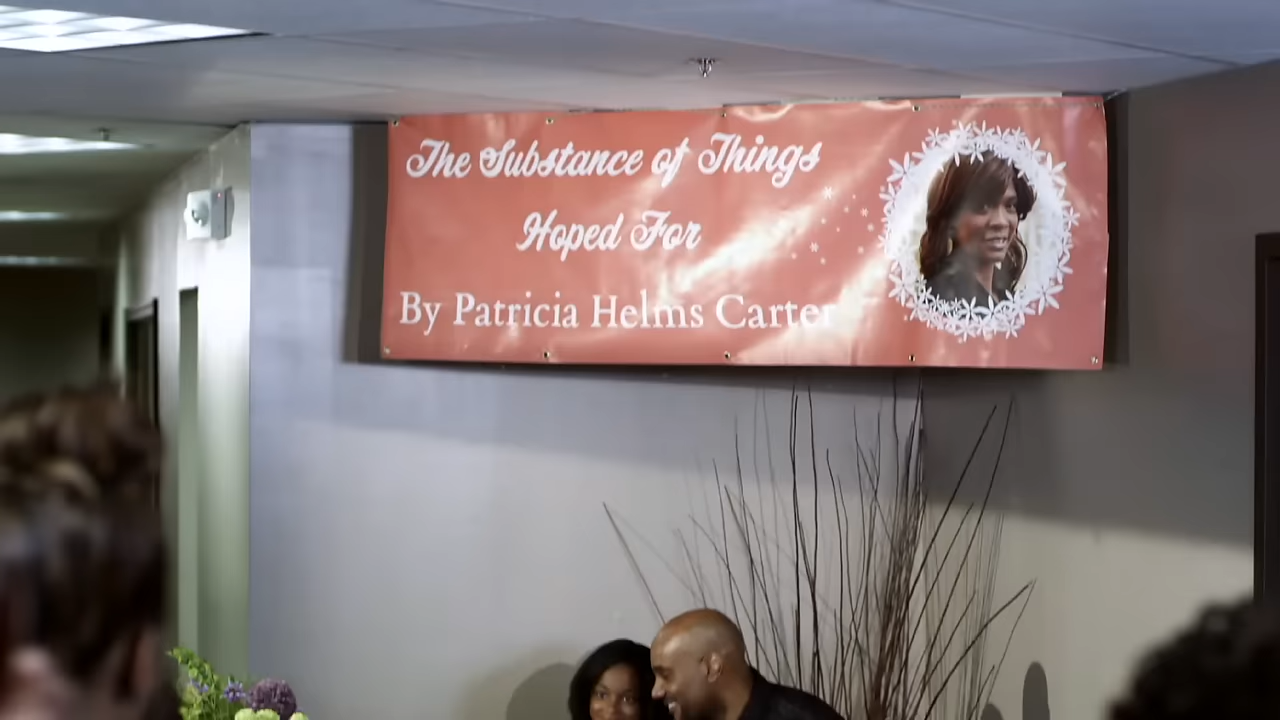 The Substance of Things
Hoped For
By Patricia Helms Carter